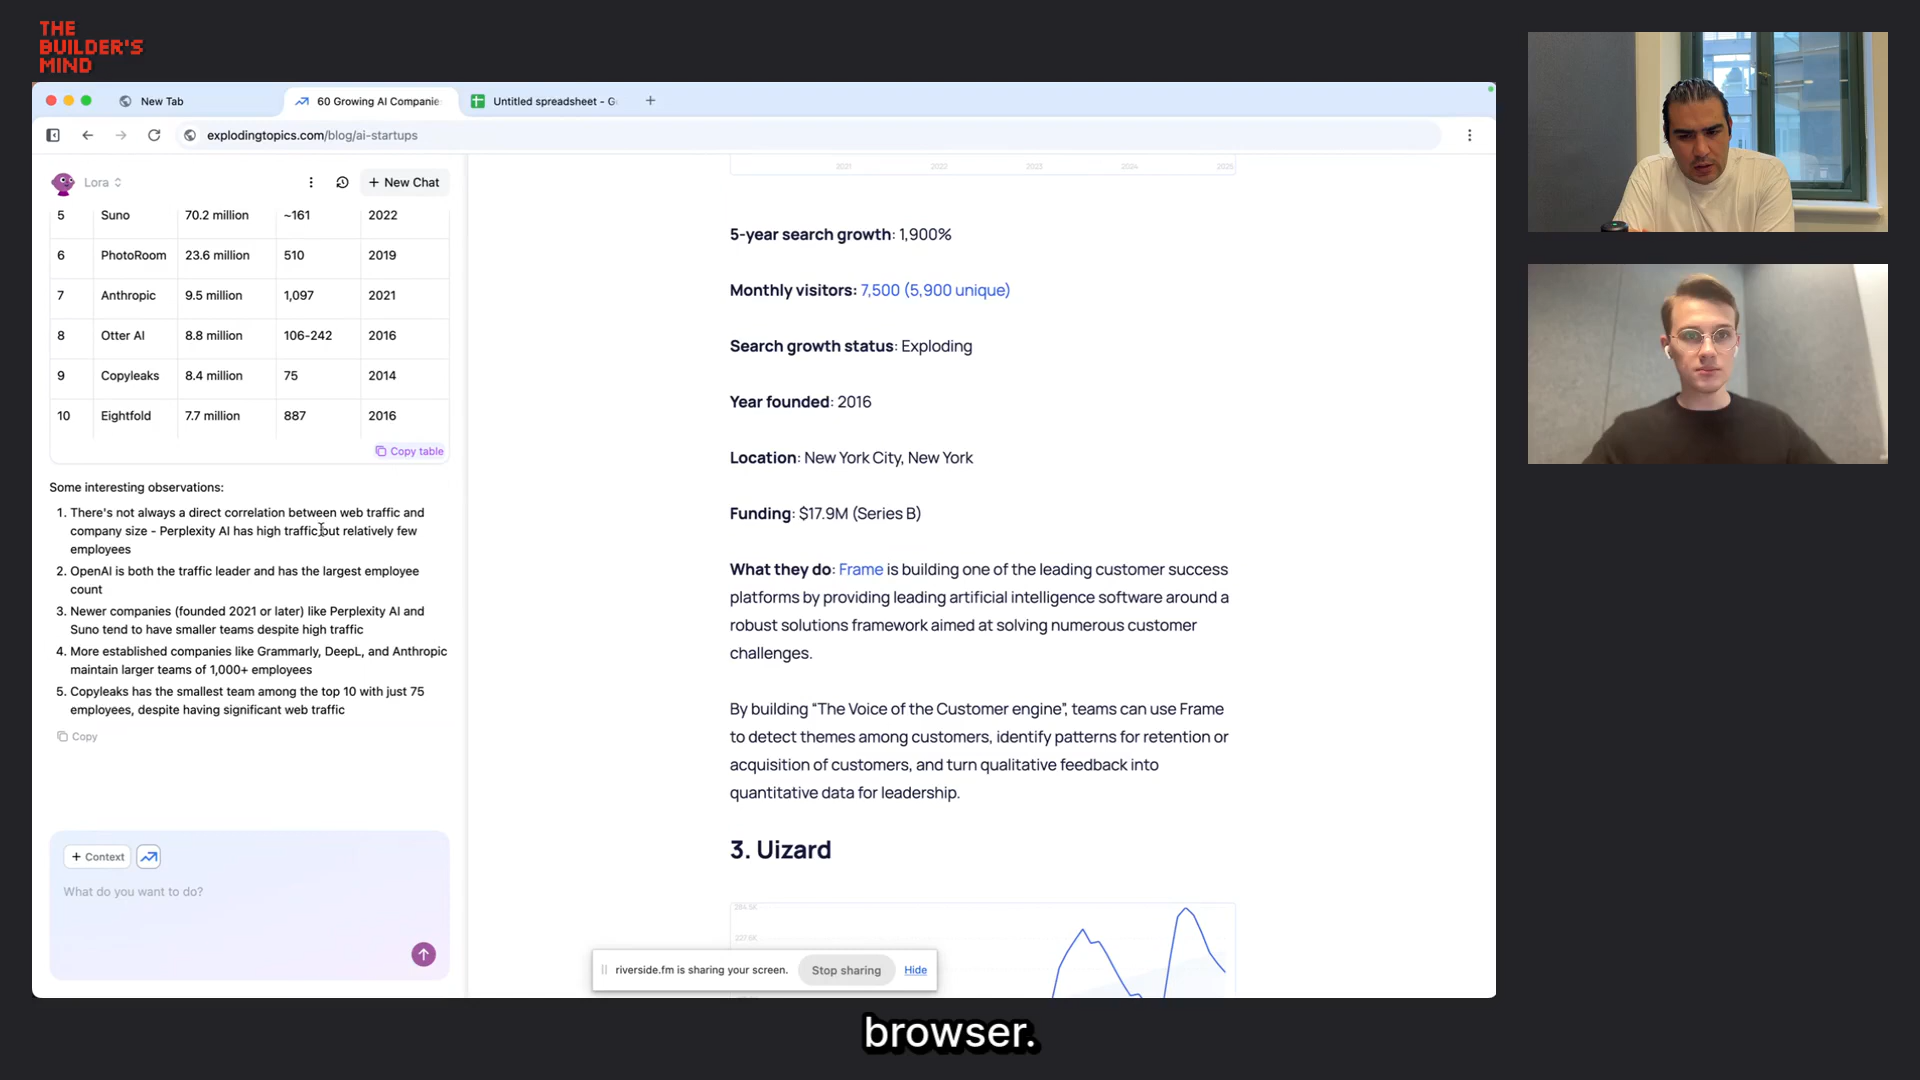 THE
BUILDER'S
MIND
New Tab
60 Growing AI Companie
Untitled spreadsheet - G
explodingtopics.com/blog/ai-startups
Lora
New Chat
5 Suno 70.2 million ~161 2022
6 PhotoRoom 23.6 million 510 2019
7 Anthropic 9.5 million 1,097 2021
8 Otter AI 8.8 million 106-242 2016
9 Copyleaks 8.4 million 75 2014
10 Eightfold 7.7 million 887 2016
Copy table
Some interesting observations:
1. There's not always a direct correlation between web traffic and
company size - Perplexity AI has high traffic but relatively few
employees
2. OpenAI is both the traffic leader and has the largest employee
count
3. Newer companies (founded 2021 or later) like Perplexity AI and
Suno tend to have smaller teams despite high traffic
4. More established companies like Grammarly, DeepL, and Anthropic
maintain larger teams of 1,000+ employees
5. Copyleaks has the smallest team among the top 10 with just 75
employees, despite having significant web traffic
Copy
+ Context
What do you want to do?
2021 2022 2023 2024 2025
5-year search growth: 1,900%
Monthly visitors: 7,500 (5,900 unique)
Search growth status: Exploding
Year founded: 2016
Location: New York City, New York
Funding: $17.9M (Series B)
What they do: Frame is building one of the leading customer success
platforms by providing leading artificial intelligence software around a
robust solutions framework aimed at solving numerous customer
challenges.
By building “The Voice of the Customer engine”, teams can use Frame
to detect themes among customers, identify patterns for retention or
acquisition of customers, and turn qualitative feedback into
quantitative data for leadership.
3. Uizard
riverside.fm is sharing your screen.
Stop sharing
Hide
browser.